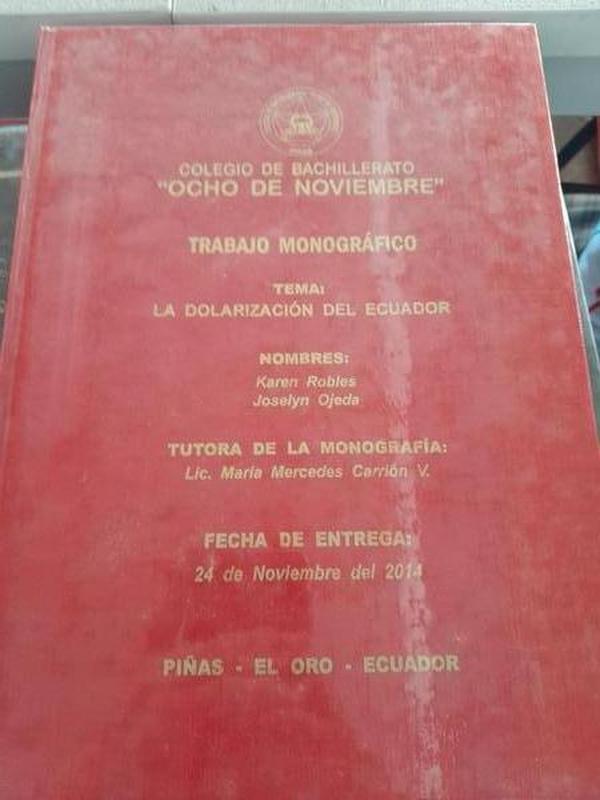 COLEGIO DE BACHILLERATO
"OCHO DE NOVIEMBRE"
TRABAJO MONOGRÁFICO
TEMA:
LA DOLARIZACIÓN DEL ECUADOR
NOMBRES:
Karen Robles
Joselyn Ojeda
TUTORA DE LA MONOGRAFÍA:
Lic. María Mercedes Carrión V.
FECHA DE ENTREGA:
24 de Noviembre del 2014
PIÑAS - EL ORO - ECUADOR